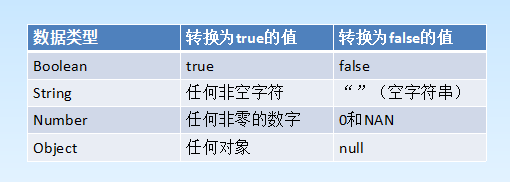 数据类型 转换为true的值 转换为false的值
Boolean true false
String 任何非空字符 “”（空字符串）
Number 任何非零的数字 0和NAN
Object 任何对象 null